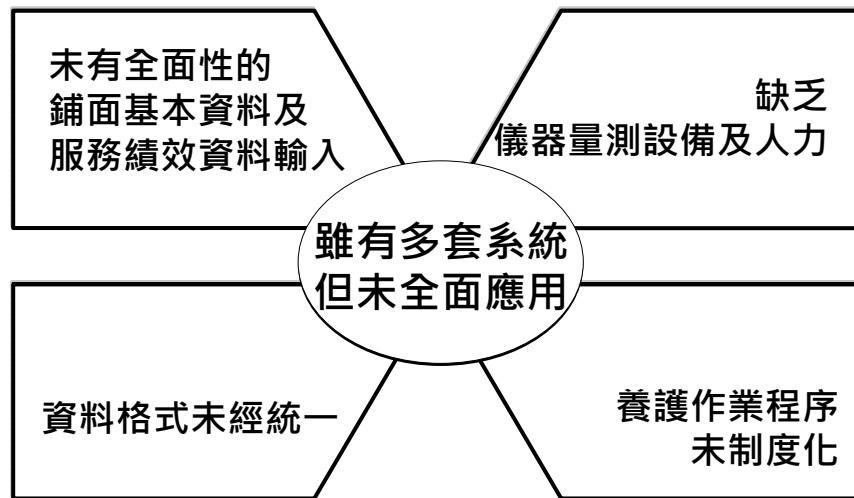 未有全面性的
鋪面基本資料及
服務績效資料輸入
缺乏
儀器量測設備及人力
雖有多套系統
但未全面應用
資料格式未經統一
養護作業程序
未制度化